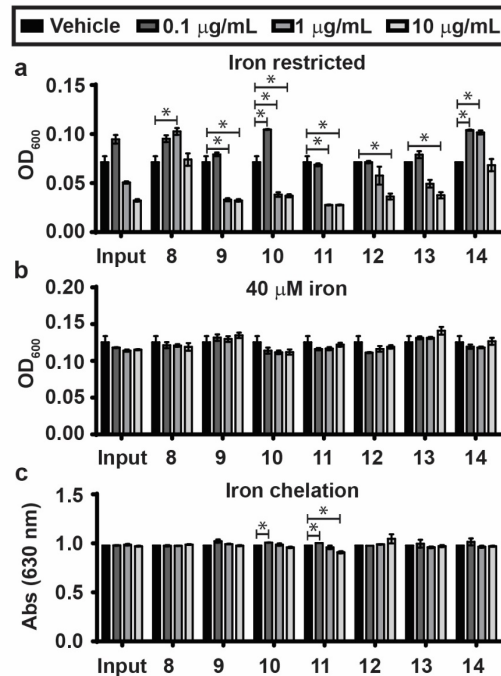 Vehicle 0.1 μg/mL 1 μg/mL 10 μg/mL
a
Iron restricted
OD600
0.15
0.10
0.05
0.00
* * * * * * * * * * * *
Input 8 9 10 11 12 13 14
b
40 μM iron
OD600
0.20
0.15
0.10
0.05
0.00
Input 8 9 10 11 12 13 14
c
Iron chelation
Abs (630 nm)
1.5
1.0
0.5
0.0
* * *
Input 8 9 10 11 12 13 14